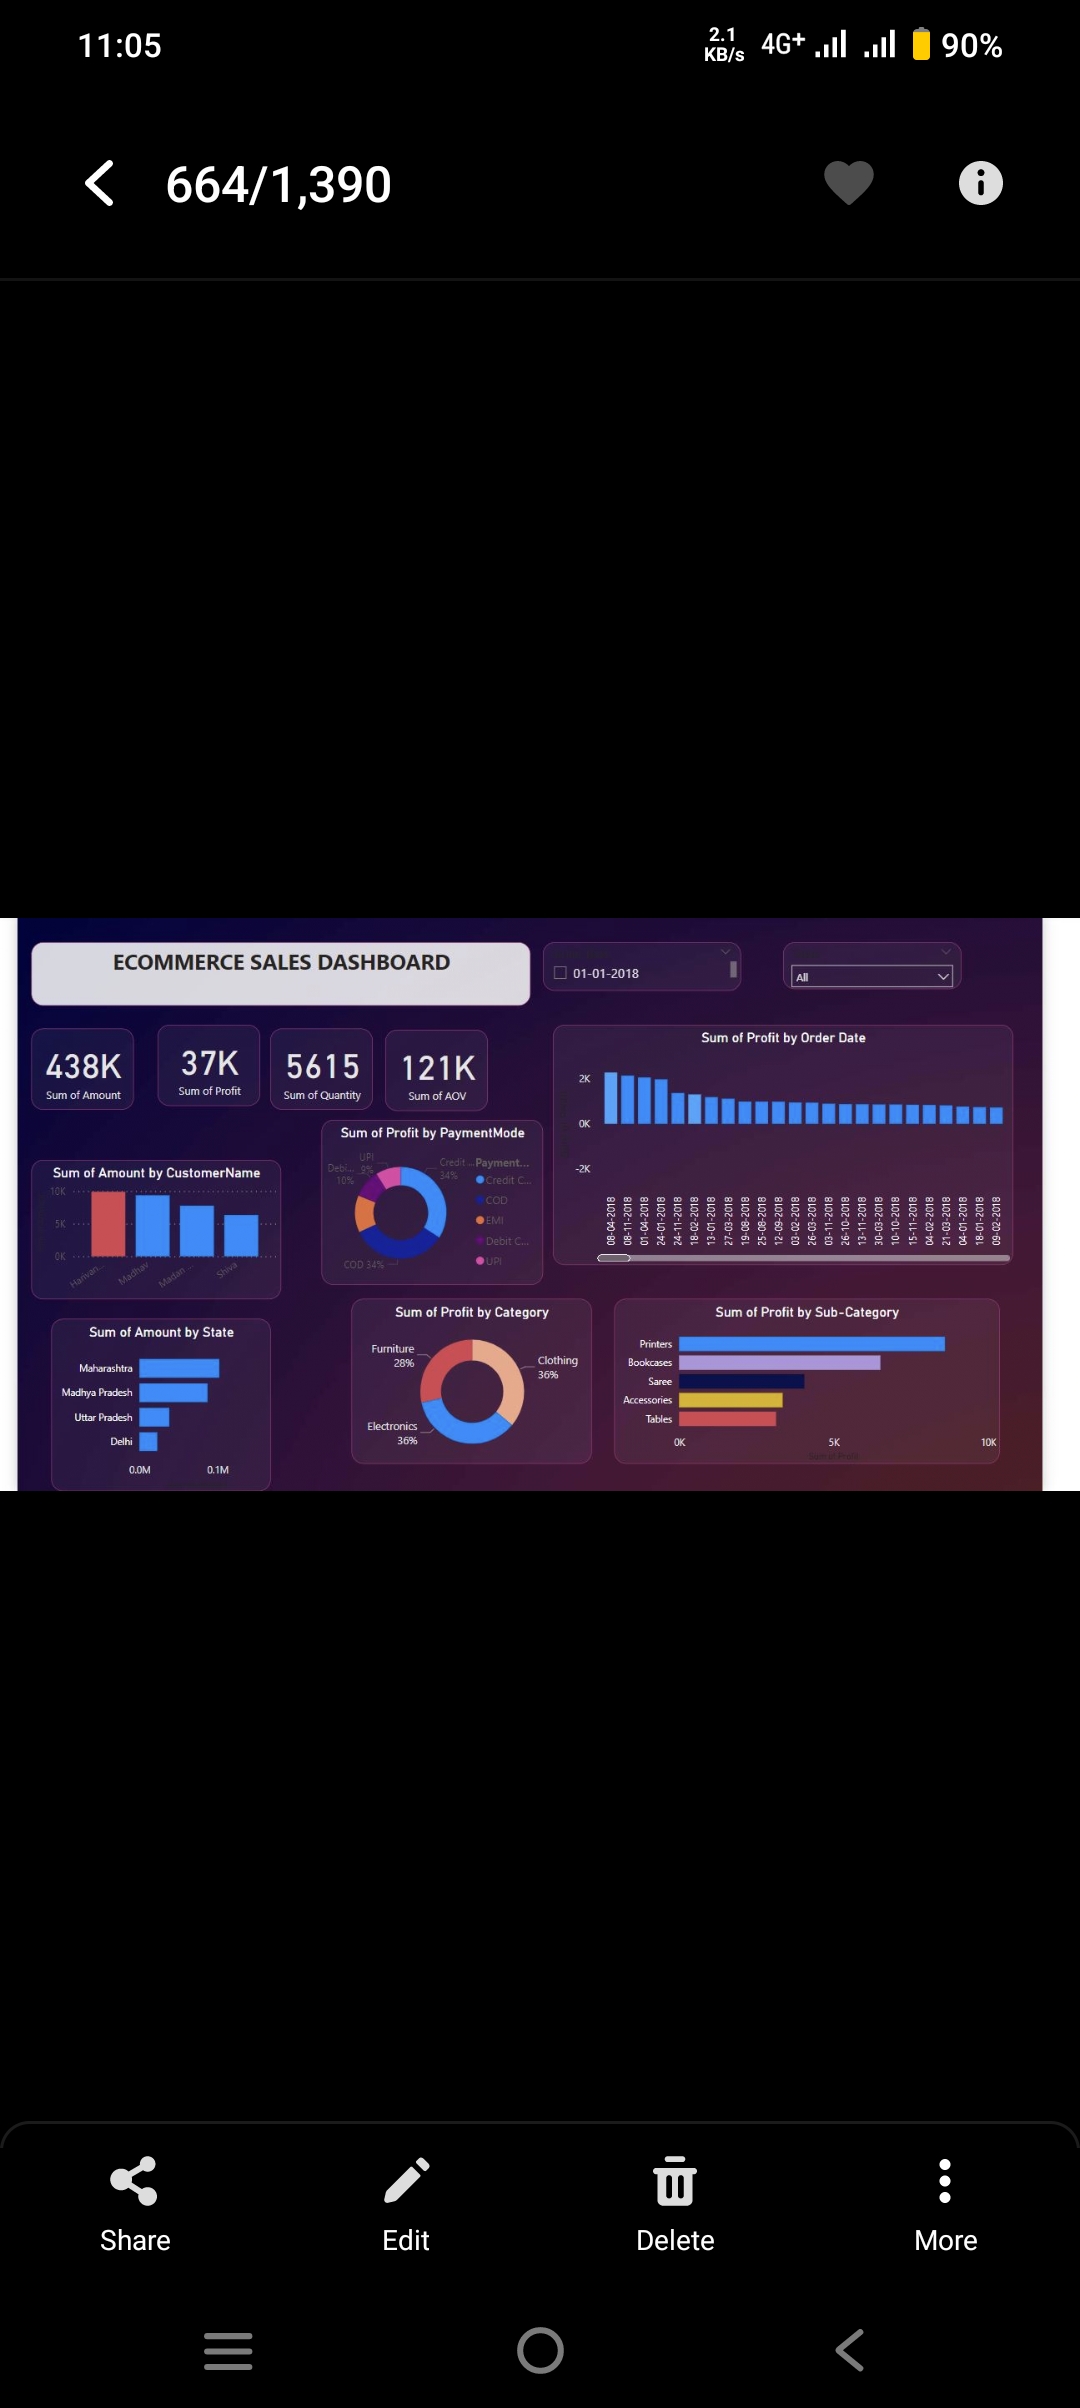 11:05
2.1 KB/s 4G+ 90%
664/1,390
ECOMMERCE SALES DASHBOARD
01-01-2018
All
438K
Sum of Amount
37K
Sum of Profit
5615
Sum of Quantity
121K
Sum of AOV
Sum of Profit by Order Date
2K
0K
-2K
08-04-2018
08-11-2018
01-04-2018
24-01-2018
24-11-2018
18-02-2018
13-01-2018
27-03-2018
19-08-2018
25-08-2018
12-09-2018
03-02-2018
26-03-2018
03-11-2018
26-10-2018
13-11-2018
30-03-2018
10-10-2018
15-11-2018
04-02-2018
21-03-2018
04-01-2018
18-01-2018
09-02-2018
Sum of Profit by PaymentMode
UPI
9%
Debi...
10%
Credit ...
34%
COD 34%
Payment...
Credit C...
COD
EMI
Debit C...
UPI
Sum of Amount by CustomerName
10K
5K
0K
Harivan...
Madhav
Madan ...
Shiva
Sum of Amount by State
Maharashtra
Madhya Pradesh
Uttar Pradesh
Delhi
0.0M 0.1M
Sum of Profit by Category
Furniture
28%
Clothing
36%
Electronics
36%
Sum of Profit by Sub-Category
Printers
Bookcases
Saree
Accessories
Tables
0K 5K 10K
Sum of Profit
Share Edit Delete More